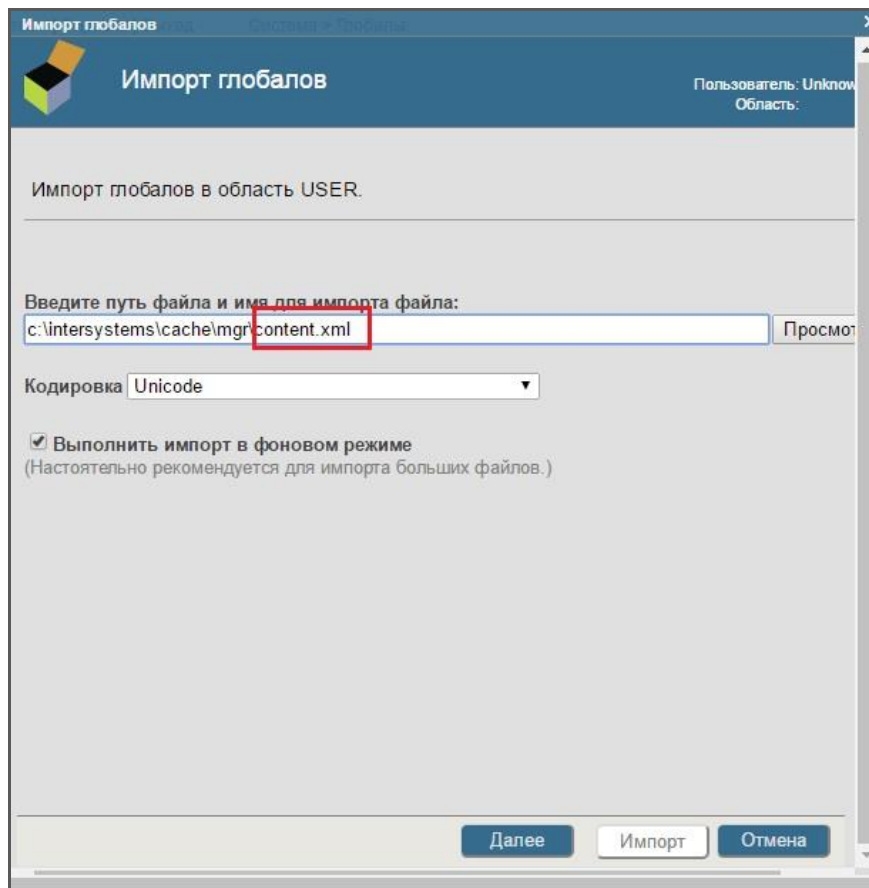 Импорт глобалов
Импорт глобалов
Пользователь: Unknow
Область:
Импорт глобалов в область USER.
Введите путь файла и имя для импорта файла:
c:\intersystems\cache\mgr\content.xml
Просмот
Кодировка Unicode
Выполнить импорт в фоновом режиме
(Настоятельно рекомендуется для импорта больших файлов.)
Далее Импорт Отмена